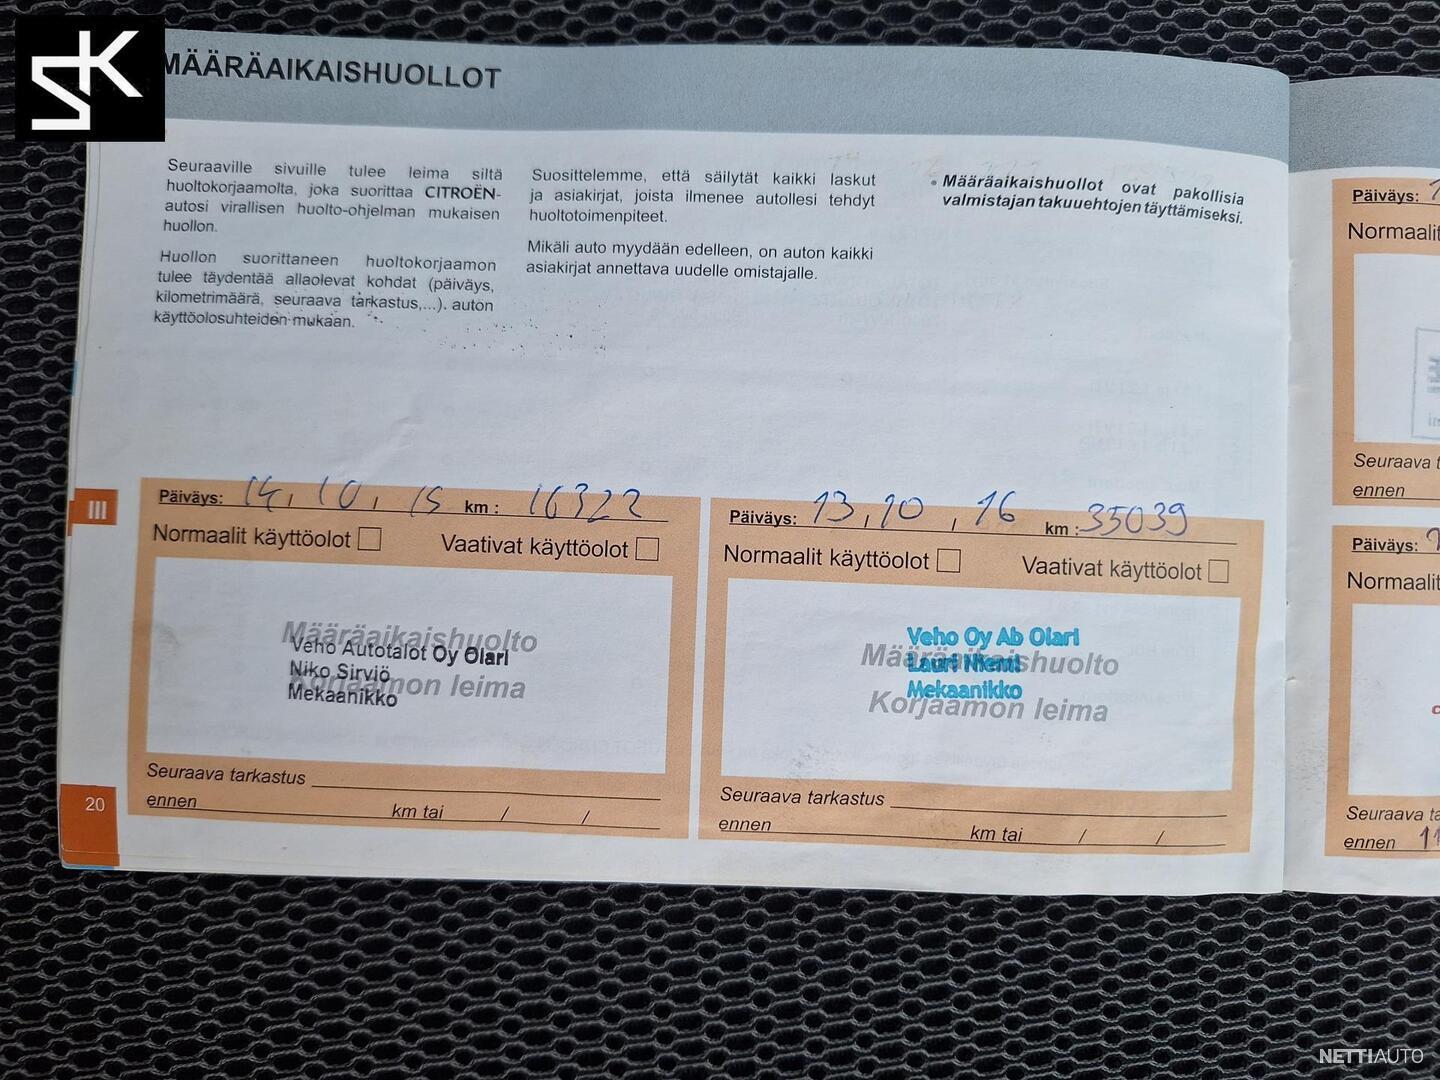 SK
MÄÄRÄAIKAISHUOLLOT
Seuraaville sivuille tulee leima siltä
huoltokorjaamolta, joka suorittaa CITROËN-
autosi virallisen huolto-ohjelman mukaisen
huollon.
Huollon suorittaneen huoltokorjaamon
tulee täydentää allaolevat kohdat (päiväys,
kilometrimäärä, seuraava tarkastus,...). auton
käyttöolosuhteiden mukaan.
Suosittelemme, että säilytät kaikki laskut
ja asiakirjat, joista ilmenee autollesi tehdyt
huoltotoimenpiteet.
Mikäli auto myydään edelleen, on auton kaikki
asiakirjat annettava uudelle omistajalle.
• Määräaikaishuollot ovat pakollisia
valmistajan takuuehtojen täyttämiseksi.
III
Päiväys: 14, 10, 15 km : 16322
Normaalit käyttöolot Vaativat käyttöolot
Määräaikaishuolto
Korjaamon leima
Veho Autotalot Oy Olari
Niko Sirviö
Mekaanikko
Seuraava tarkastus
ennen km tai / /
Päiväys: 13, 10, 16 km : 35039
Normaalit käyttöolot Vaativat käyttöolot
Määräaikaishuolto
Korjaamon leima
Veho Oy Ab Olari
Lauri Niemi
Mekaanikko
Seuraava tarkastus
ennen km tai / /
20
Päiväys:
Normaalit
Seuraava
ennen
Päiväys:
Normaalit
Seuraava
ennen 11
NETTIAUTO